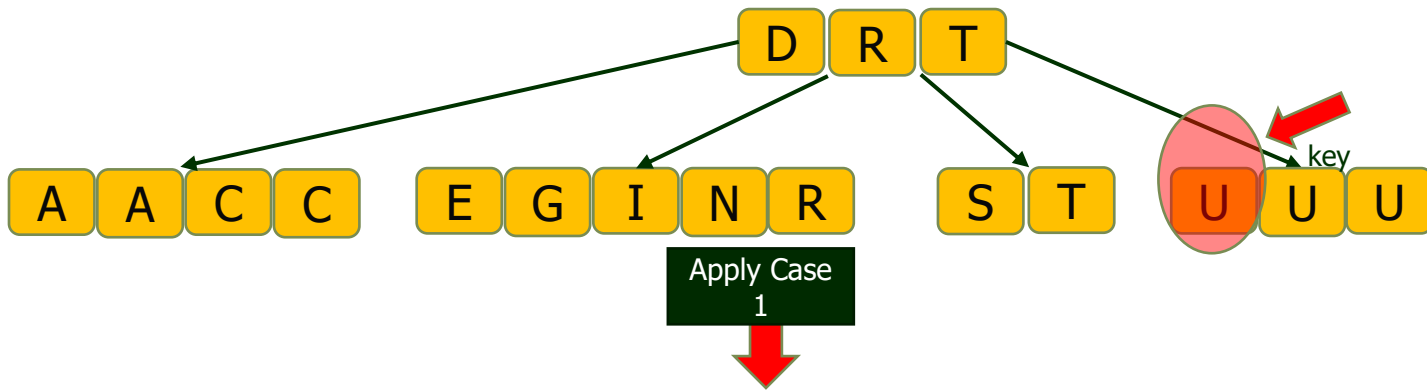 D R T
key
A A C C E G I N R S T U U U
Apply Case
1